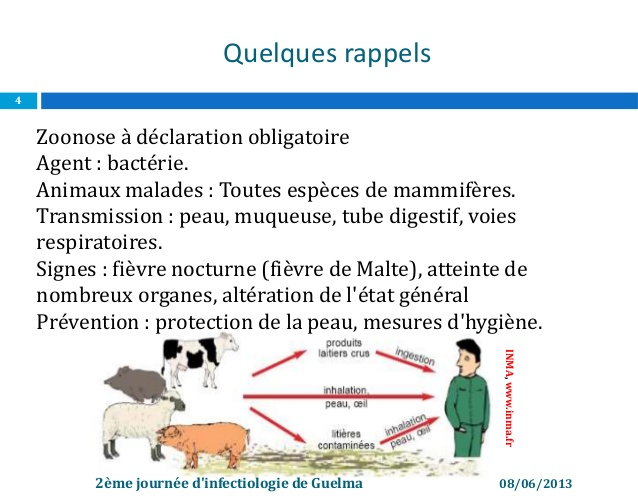 Quelques rappels
4
Zoonose à déclaration obligatoire
Agent : bactérie.
Animaux malades : Toutes espèces de mammifères.
Transmission : peau, muqueuse, tube digestif, voies
respiratoires.
Signes : fièvre nocturne (fièvre de Malte), atteinte de
nombreux organes, altération de l'état général
Prévention : protection de la peau, mesures d'hygiène.
produits
laitiers crus
ingestion
inhalation,
peau, œil
litières
contaminées
inhalation,
peau, œil
INMA, www.inma.fr
2ème journée d'infectiologie de Guelma
08/06/2013